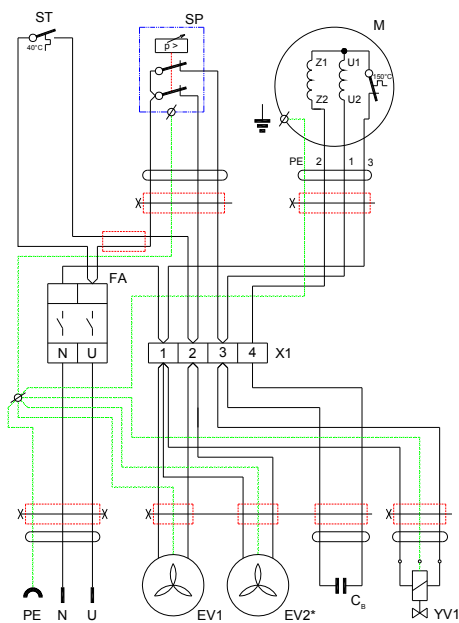 ST
SP
M
40°C
p >
Z1
U1
150°C
Z2
U2
PE 2 1 3
FA
N U
1 2 3 4
X1
PE N U
EV1
EV2*
C_B
YV1